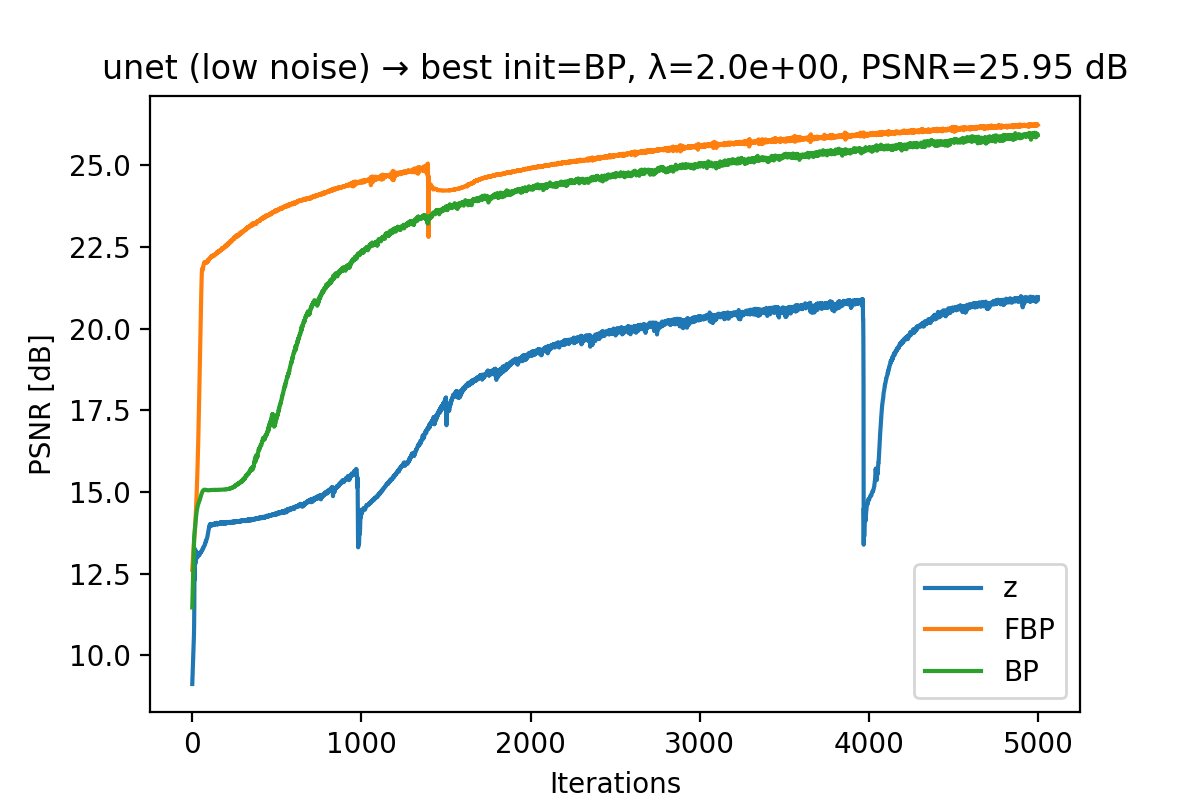 unet (low noise) → best init=BP, λ=2.0e+00, PSNR=25.95 dB
PSNR [dB]
25.0
22.5
20.0
17.5
15.0
12.5
10.0
z
FBP
BP
0 1000 2000 3000 4000 5000
Iterations